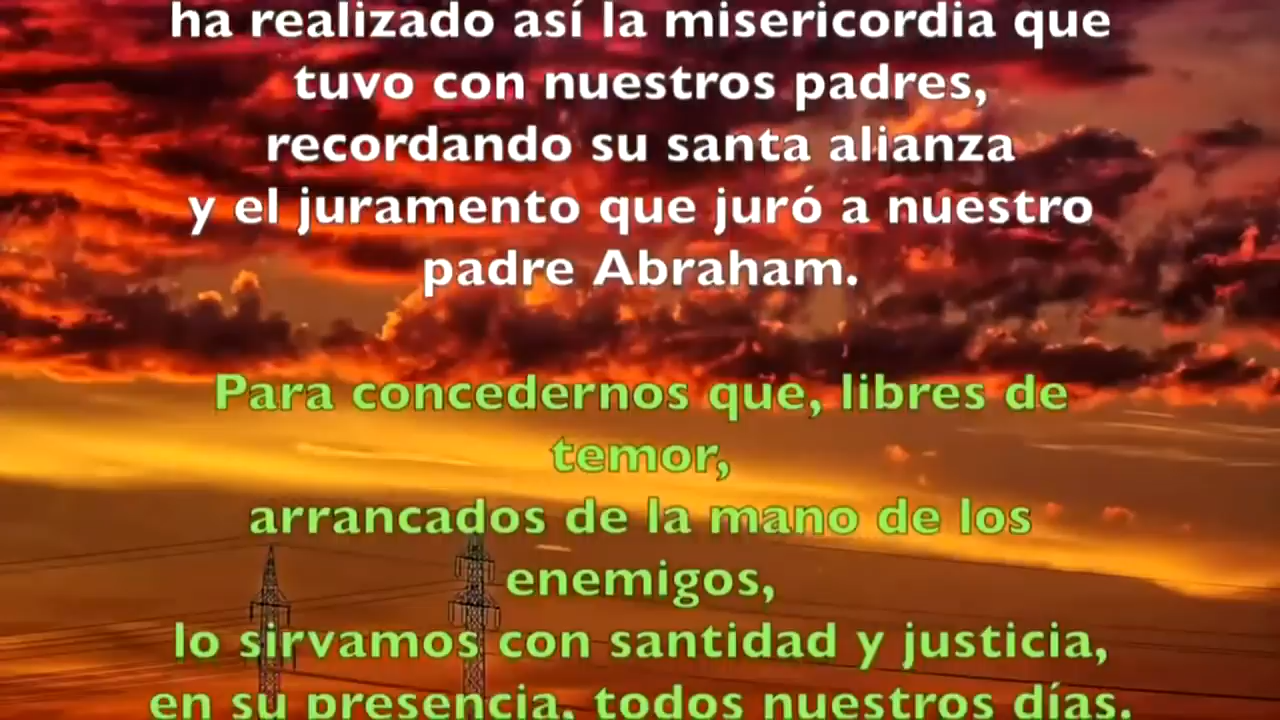 ha realizado así la misericordia que
tuvo con nuestros padres,
recordando su santa alianza
y el juramento que juró a nuestro
padre Abraham.
Para concedernos que, libres de
temor,
arrancados de la mano de los
enemigos,
lo sirvamos con santidad y justicia,
en su presencia, todos nuestros días.